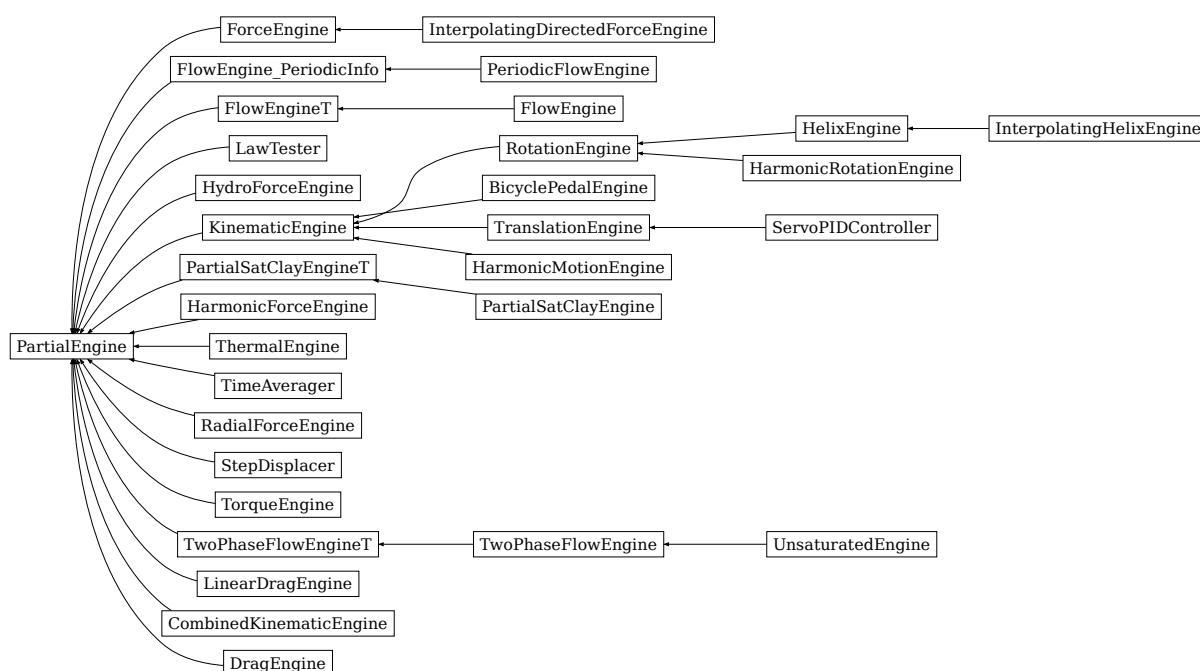 ForceEngine InterpolatingDirectedForceEngine
FlowEngine_PeriodicInfo PeriodicFlowEngine
FlowEngineT FlowEngine
HelixEngine InterpolatingHelixEngine
LawTester RotationEngine
HarmonicRotationEngine
HydroForceEngine BicyclePedalEngine
KinematicEngine TranslationEngine ServoPIDController
PartialSatClayEngineT HarmonicMotionEngine
HarmonicForceEngine PartialSatClayEngine
PartialEngine ThermalEngine
TimeAverager
RadialForceEngine
StepDisplacer
TorqueEngine
TwoPhaseFlowEngineT TwoPhaseFlowEngine UnsaturatedEngine
LinearDragEngine
CombinedKinematicEngine
DragEngine